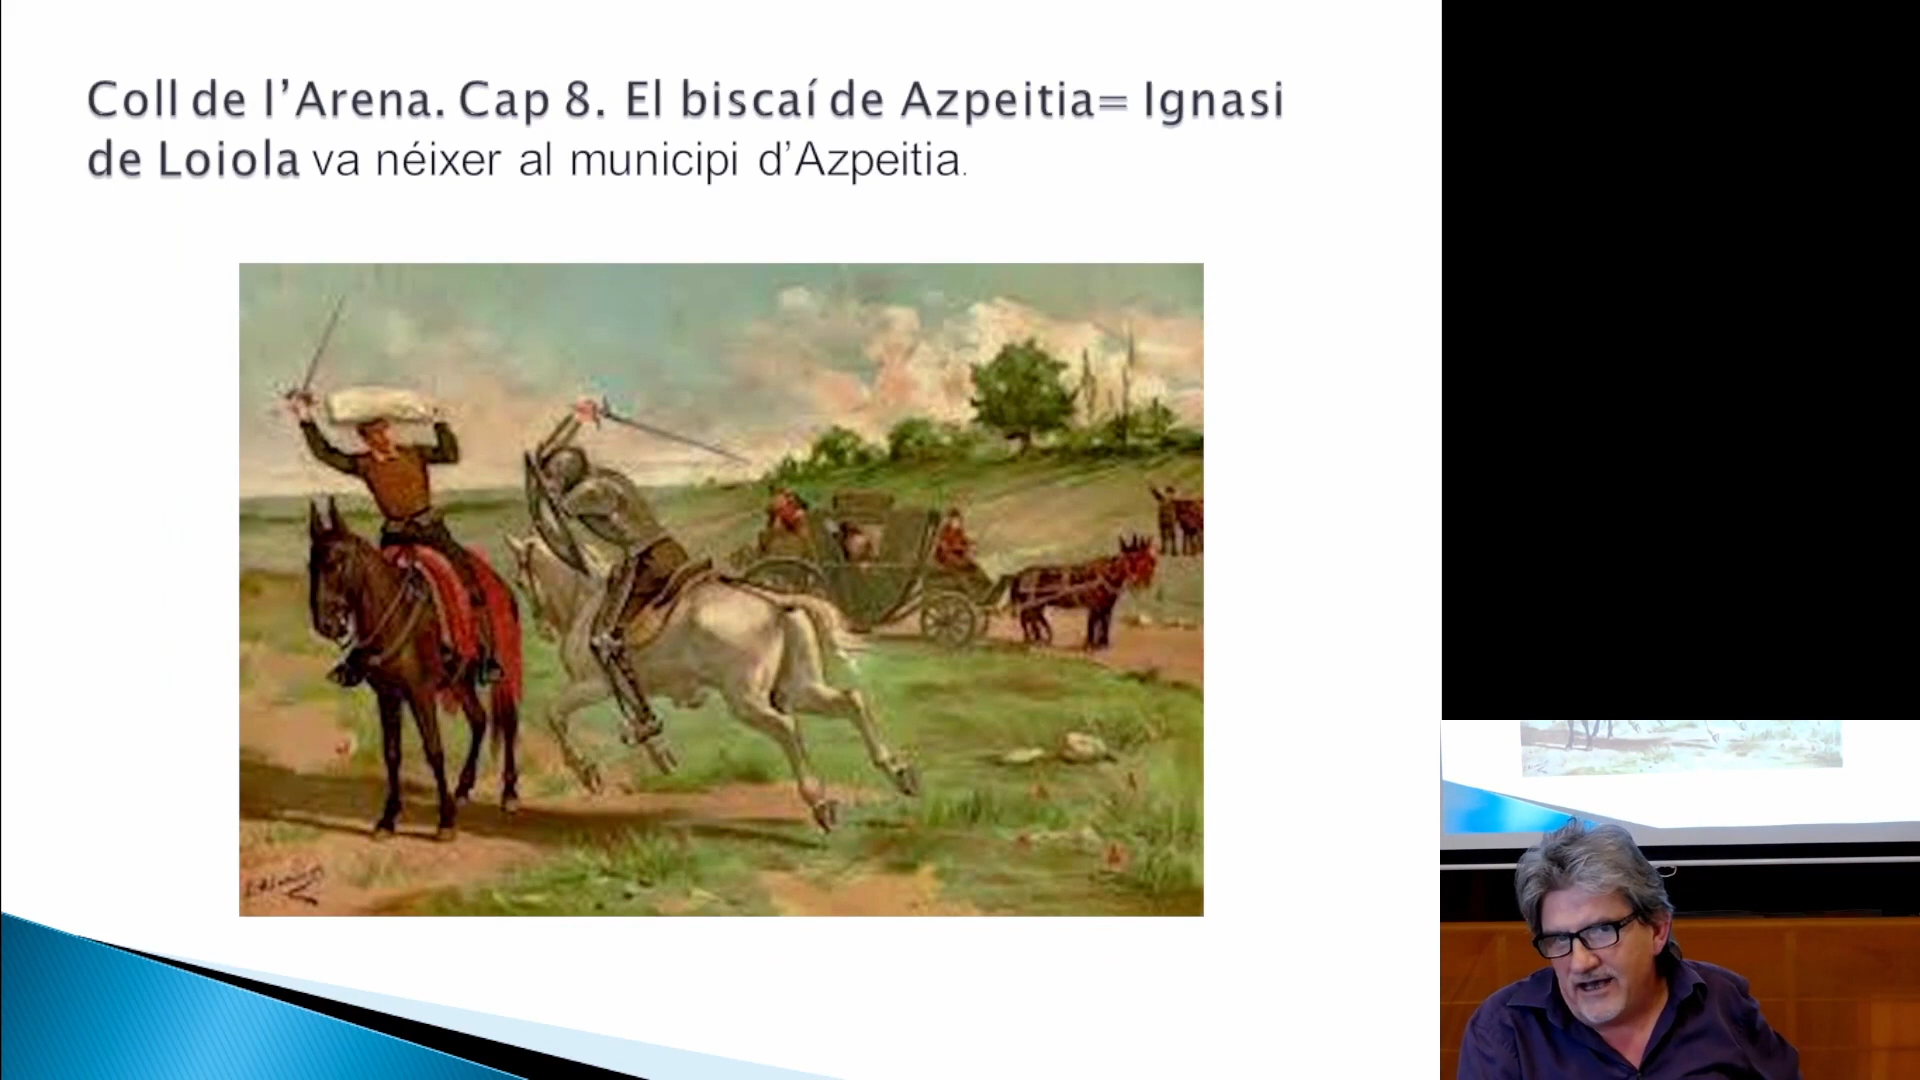 Coll de l’Arena. Cap 8. El biscaí de Azpeitia= Ignasi
de Loiola va néixer al municipi d’Azpeitia.